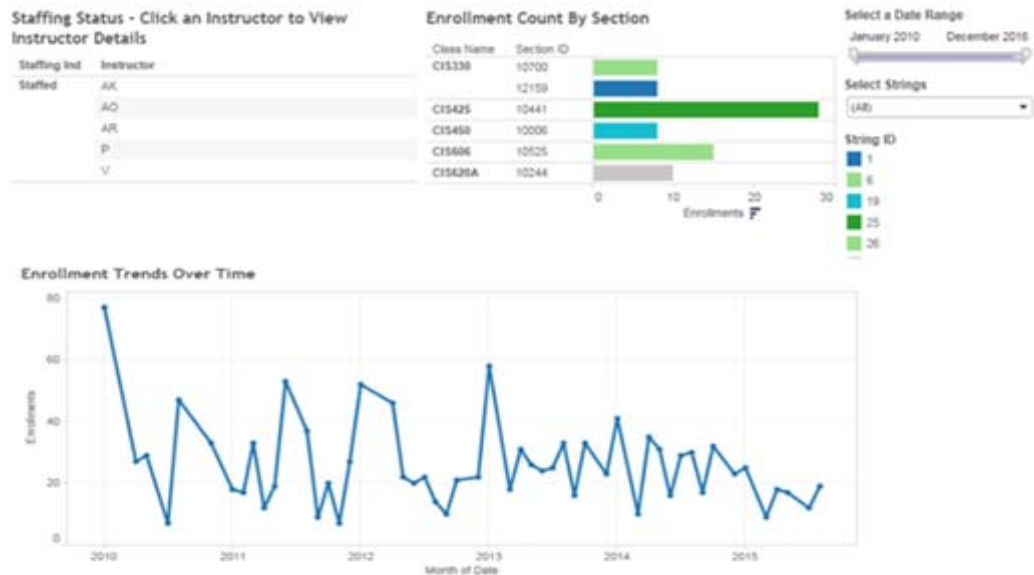 Staffing Status - Click an Instructor to View
Instructor Details
Staffing Ind Instructor
Staffed AK
AO
AR
P
V
Enrollment Count By Section
Class Name Section ID
CIS330 10700
12159
CIS425 10441
CIS450 10006
CIS606 10525
CIS620A 10244
0 10 20 30
Enrollments
Select a Date Range
January 2010 December 2016
Select Strings
(All)
String ID
1
6
19
25
26
Enrollment Trends Over Time
80
60
40
20
0
Enrollments
2010 2011 2012 2013 2014 2015
Month of Date